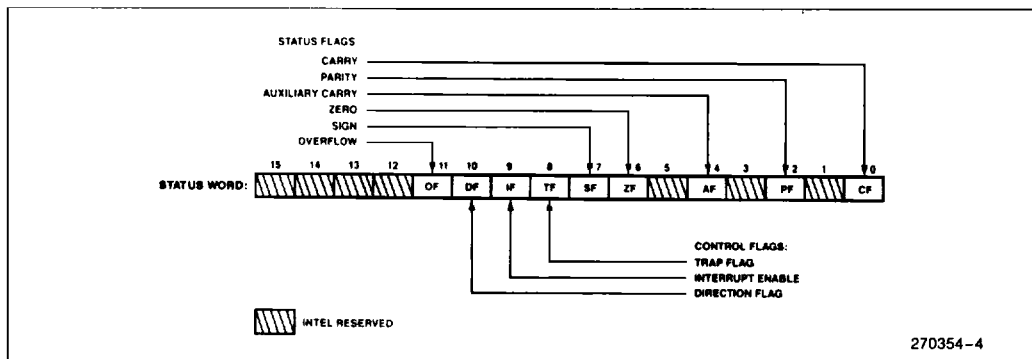 STATUS FLAGS
CARRY
PARITY
AUXILIARY CARRY
ZERO
SIGN
OVERFLOW
15 14 13 12 11 10 9 8 7 6 5 4 3 2 1 0
STATUS WORD: OF DF IF TF SF ZF AF PF CF
CONTROL FLAGS:
TRAP FLAG
INTERRUPT ENABLE
DIRECTION FLAG
INTEL RESERVED
270354-4